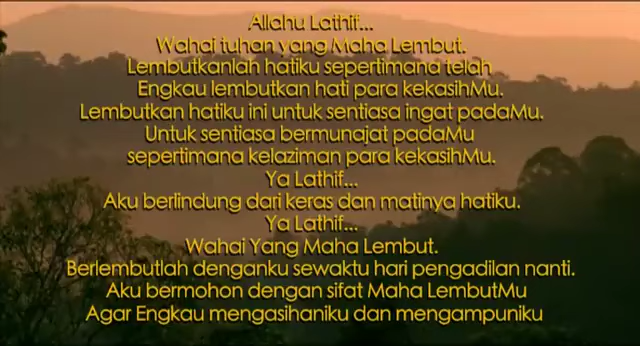 Allahu Lathif...
Wahai tuhan yang Maha Lembut.
Lembutkanlah hatiku sepertimana telah
Engkau lembutkan hati para kekasihMu.
Lembutkan hatiku ini untuk sentiasa ingat padaMu.
Untuk sentiasa bermunajat padaMu
sepertimana kelaziman para kekasihMu.
Ya Lathif...
Aku berlindung dari keras dan matinya hatiku.
Ya Lathif...
Wahai Yang Maha Lembut.
Berlembutlah denganku sewaktu hari pengadilan nanti.
Aku bermohon dengan sifat Maha LembutMu
Agar Engkau mengasihaniku dan mengampuniku